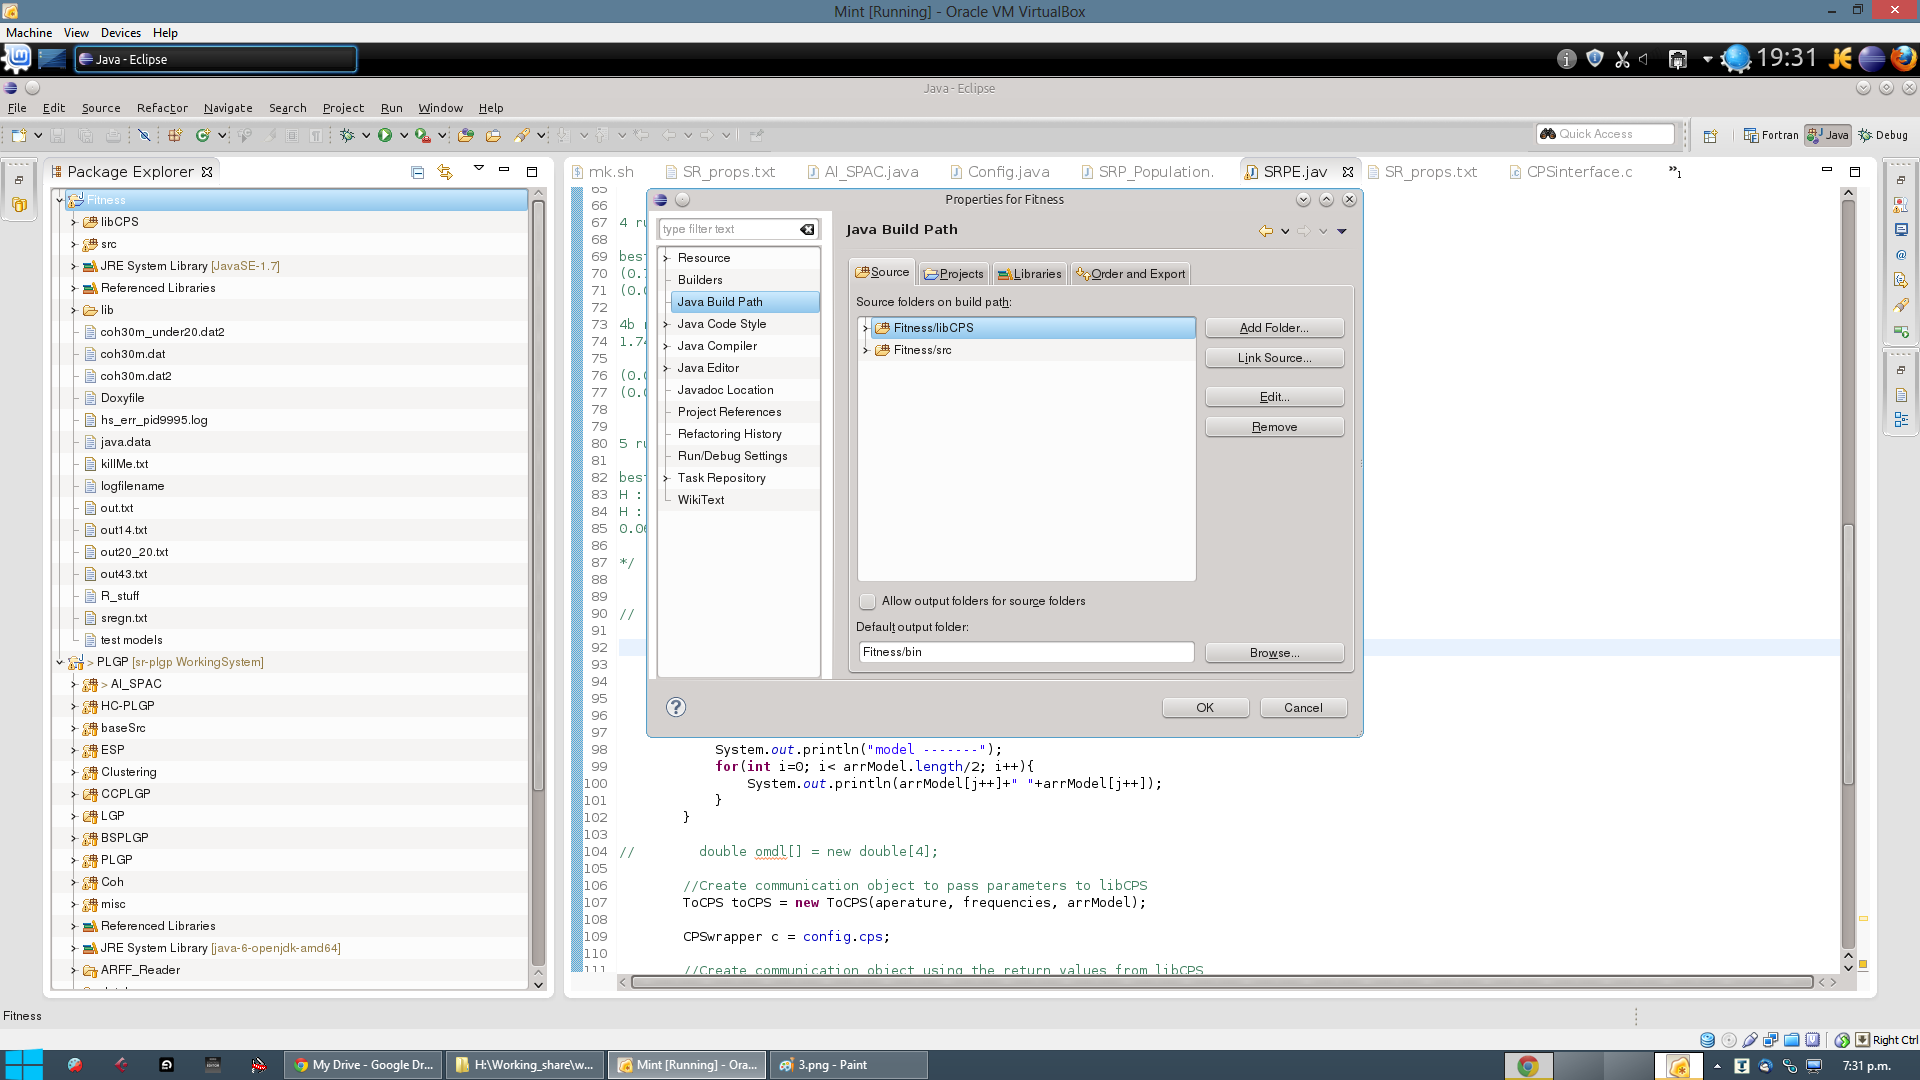 Mint [Running] - Oracle VM VirtualBox
Machine View Devices Help
Java - Eclipse
19:31
Java - Eclipse
File Edit Source Refactor Navigate Search Project Run Window Help
Quick Access
Fortran Java Debug
Package Explorer
mk.sh SR_props.txt AI_SPAC.java Config.java SRP_Population. SRPE.jav SR_props.txt CPSinterface.c »1
Fitness
libCPS
src
JRE System Library [JavaSE-1.7]
Referenced Libraries
lib
coh30m_under20.dat2
coh30m.dat
coh30m.dat2
Doxyfile
hs_err_pid9995.log
java.data
killMe.txt
logfilename
out.txt
out14.txt
out20_20.txt
out43.txt
R_stuff
sregn.txt
test models
> PLGP [sr-plgp WorkingSystem]
> AI_SPAC
HC-PLGP
baseSrc
ESP
Clustering
CCPLGP
LGP
BSPLGP
PLGP
Coh
misc
Referenced Libraries
JRE System Library [java-6-openjdk-amd64]
ARFF_Reader
65
66
67 4 ru
68
69 best
70
71
72
73 4b
74 1.74
75
76 (0.0
77 (0.0
78
79
80 5 ru
81
82 best
83 H :
84 H :
85 0.06
86
87 */
88
89
90 //
91
92
93
94
95
96
97
98 System.out.println("model -------");
99 for(int i=0; i< arrModel.length/2; i++){
100 System.out.println(arrModel[j++]+" "+arrModel[j++]);
101 }
102 }
103
104 // double omdl[] = new double[4];
105
106 //Create communication object to pass parameters to libCPS
107 ToCPS toCPS = new ToCPS(aperature, frequencies, arrModel);
108
109 CPSwrapper c = config.cps;
110
111 //Create communication object using the return values from libCPS
Properties for Fitness
type filter text
Resource
Builders
Java Build Path
Java Code Style
Java Compiler
Java Editor
Javadoc Location
Project References
Refactoring History
Run/Debug Settings
Task Repository
WikiText
Java Build Path
Source Projects Libraries Order and Export
Source folders on build path:
Fitness/libCPS
Fitness/src
Add Folder...
Link Source...
Edit...
Remove
Allow output folders for source folders
Default output folder:
Fitness/bin
Browse...
OK Cancel
Fitness
Right Ctrl
My Drive - Google Dr... H:\Working_share\w... Mint [Running] - Ora... 3.png - Paint
7:31 p.m.